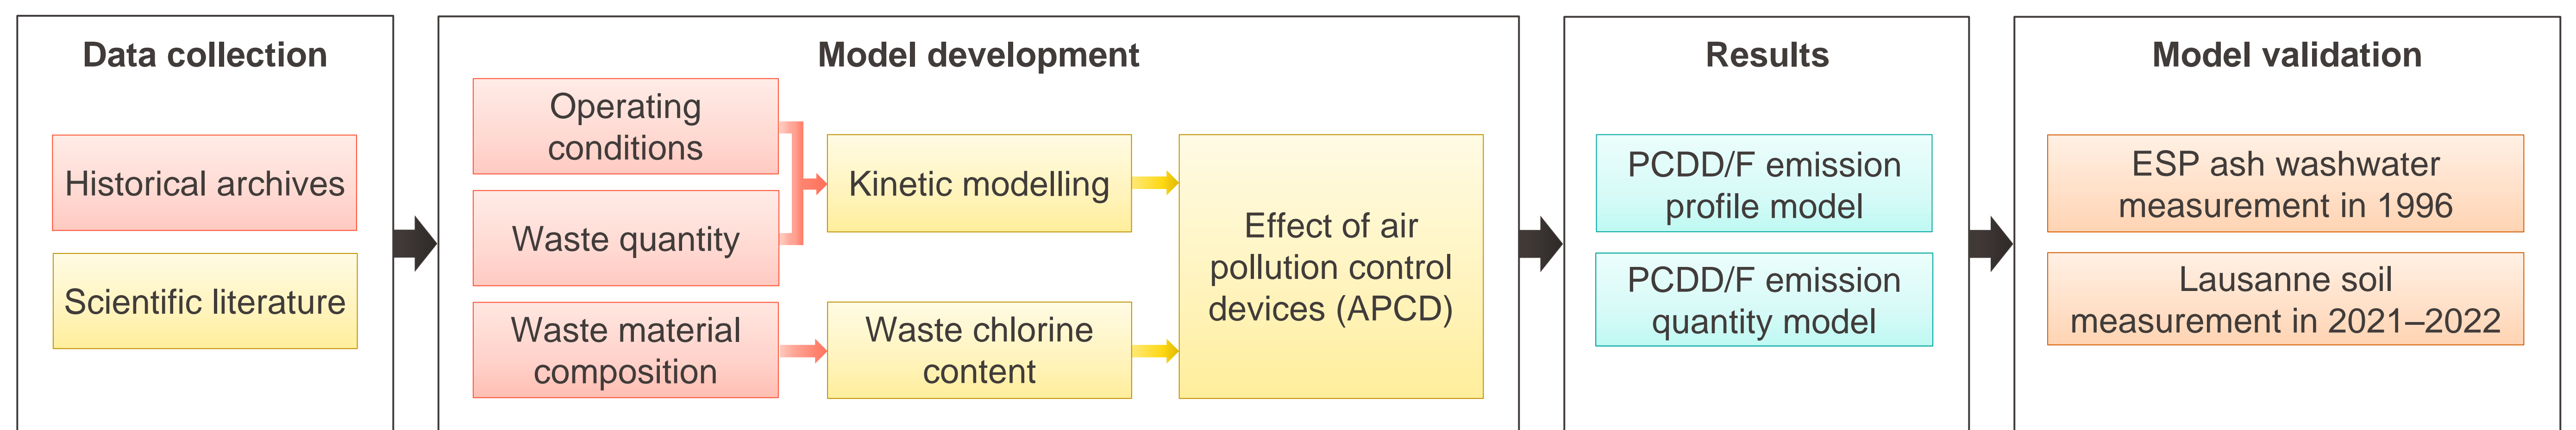 Data collection
Historical archives
Scientific literature
Model development
Operating
conditions
Waste quantity
Waste material
composition
Kinetic modelling
Waste chlorine
content
Effect of air
pollution control
devices (APCD)
Results
PCDD/F emission
profile model
PCDD/F emission
quantity model
Model validation
ESP ash washwater
measurement in 1996
Lausanne soil
measurement in 2021–2022